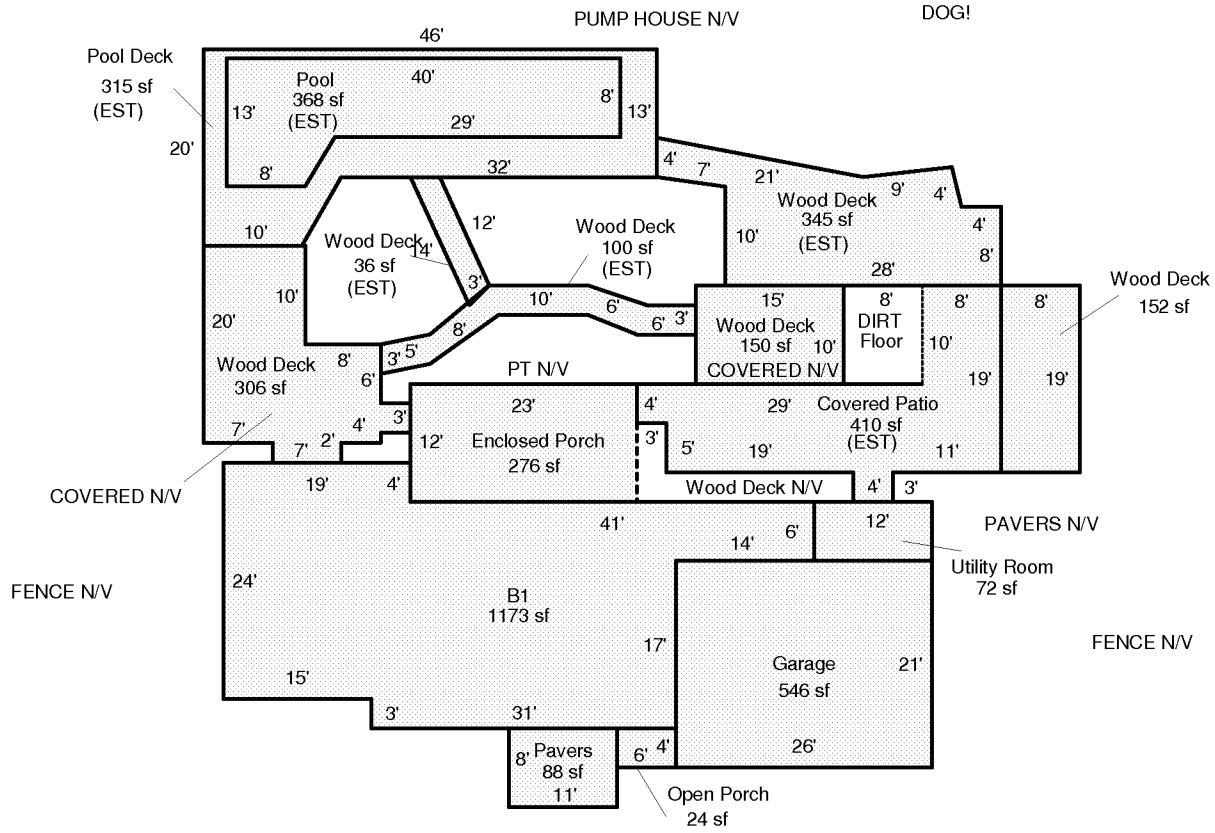 PUMP HOUSE N/V
DOG!
46'
Pool Deck
315 sf
(EST)
Pool
368 sf
(EST)
40'
8'
13'
13'
29'
20'
8'
32'
10'
4'
7'
21'
9'
4'
Wood Deck
345 sf
(EST)
4'
10'
8'
28'
12'
Wood Deck
14'
36 sf
(EST)
3'
Wood Deck
100 sf
(EST)
10'
10'
6'
6'
3'
8'
5'
3'
20'
8'
6'
Wood Deck
306 sf
15'
Wood Deck
150 sf
10'
COVERED N/V
8'
DIRT
Floor
8'
10'
19'
8'
19'
Wood Deck
152 sf
PT N/V
7'
7'
2'
4'
3'
COVERED N/V
23'
12'
Enclosed Porch
276 sf
4'
3'
5'
29'
Covered Patio
410 sf
(EST)
19'
11'
Wood Deck N/V
4'
3'
19'
4'
41'
14'
6'
12'
PAVERS N/V
Utility Room
72 sf
FENCE N/V
24'
B1
1173 sf
17'
15'
3'
31'
Garage
546 sf
21'
26'
FENCE N/V
8'
Pavers
88 sf
11'
6'
4'
Open Porch
24 sf